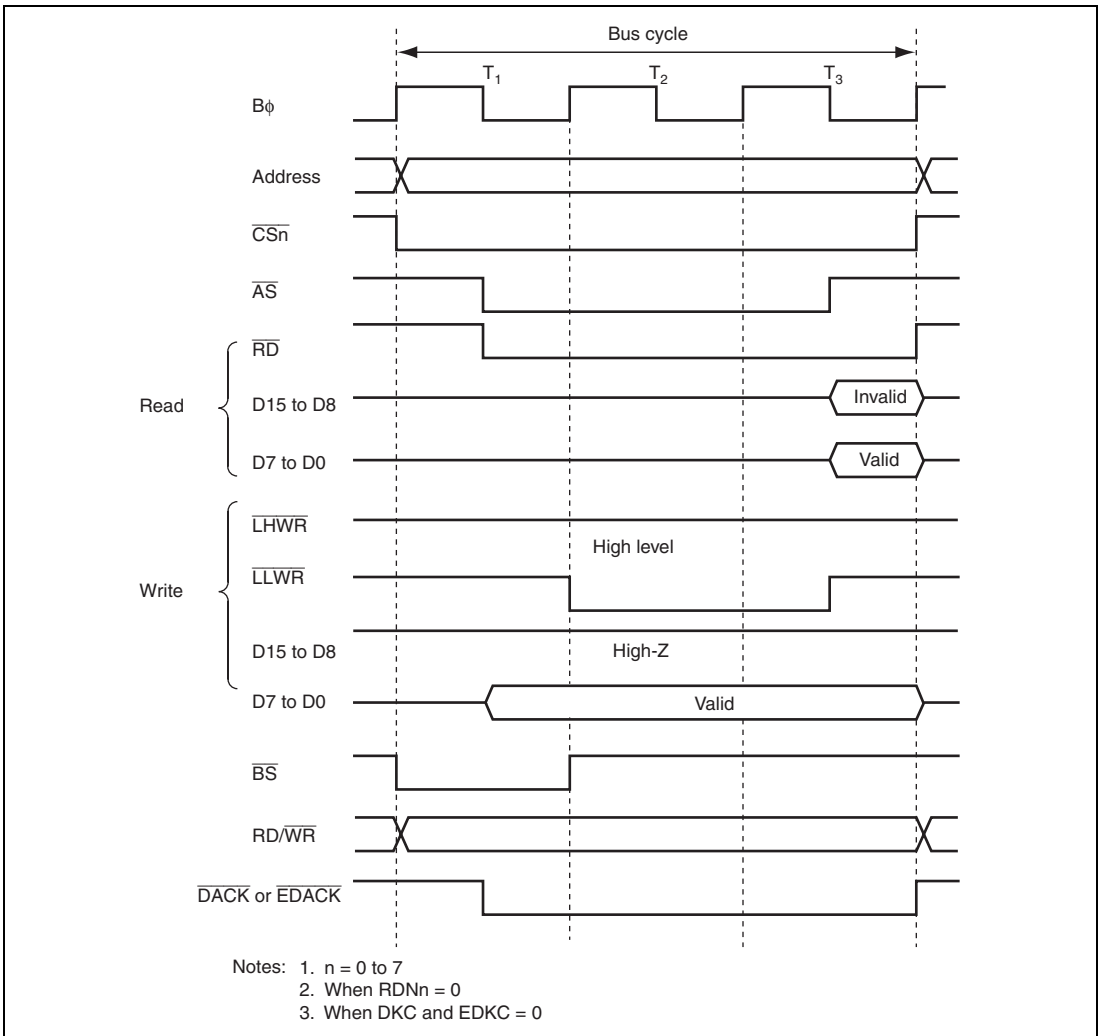 Bus cycle
T1 T2 T3
Bϕ
Address
CSn
AS
RD
Read
D15 to D8
Invalid
D7 to D0
Valid
LHWR
High level
LLWR
Write
D15 to D8
High-Z
D7 to D0
Valid
BS
RD/WR
DACK or EDACK
Notes: 1. n = 0 to 7
2. When RDNn = 0
3. When DKC and EDKC = 0